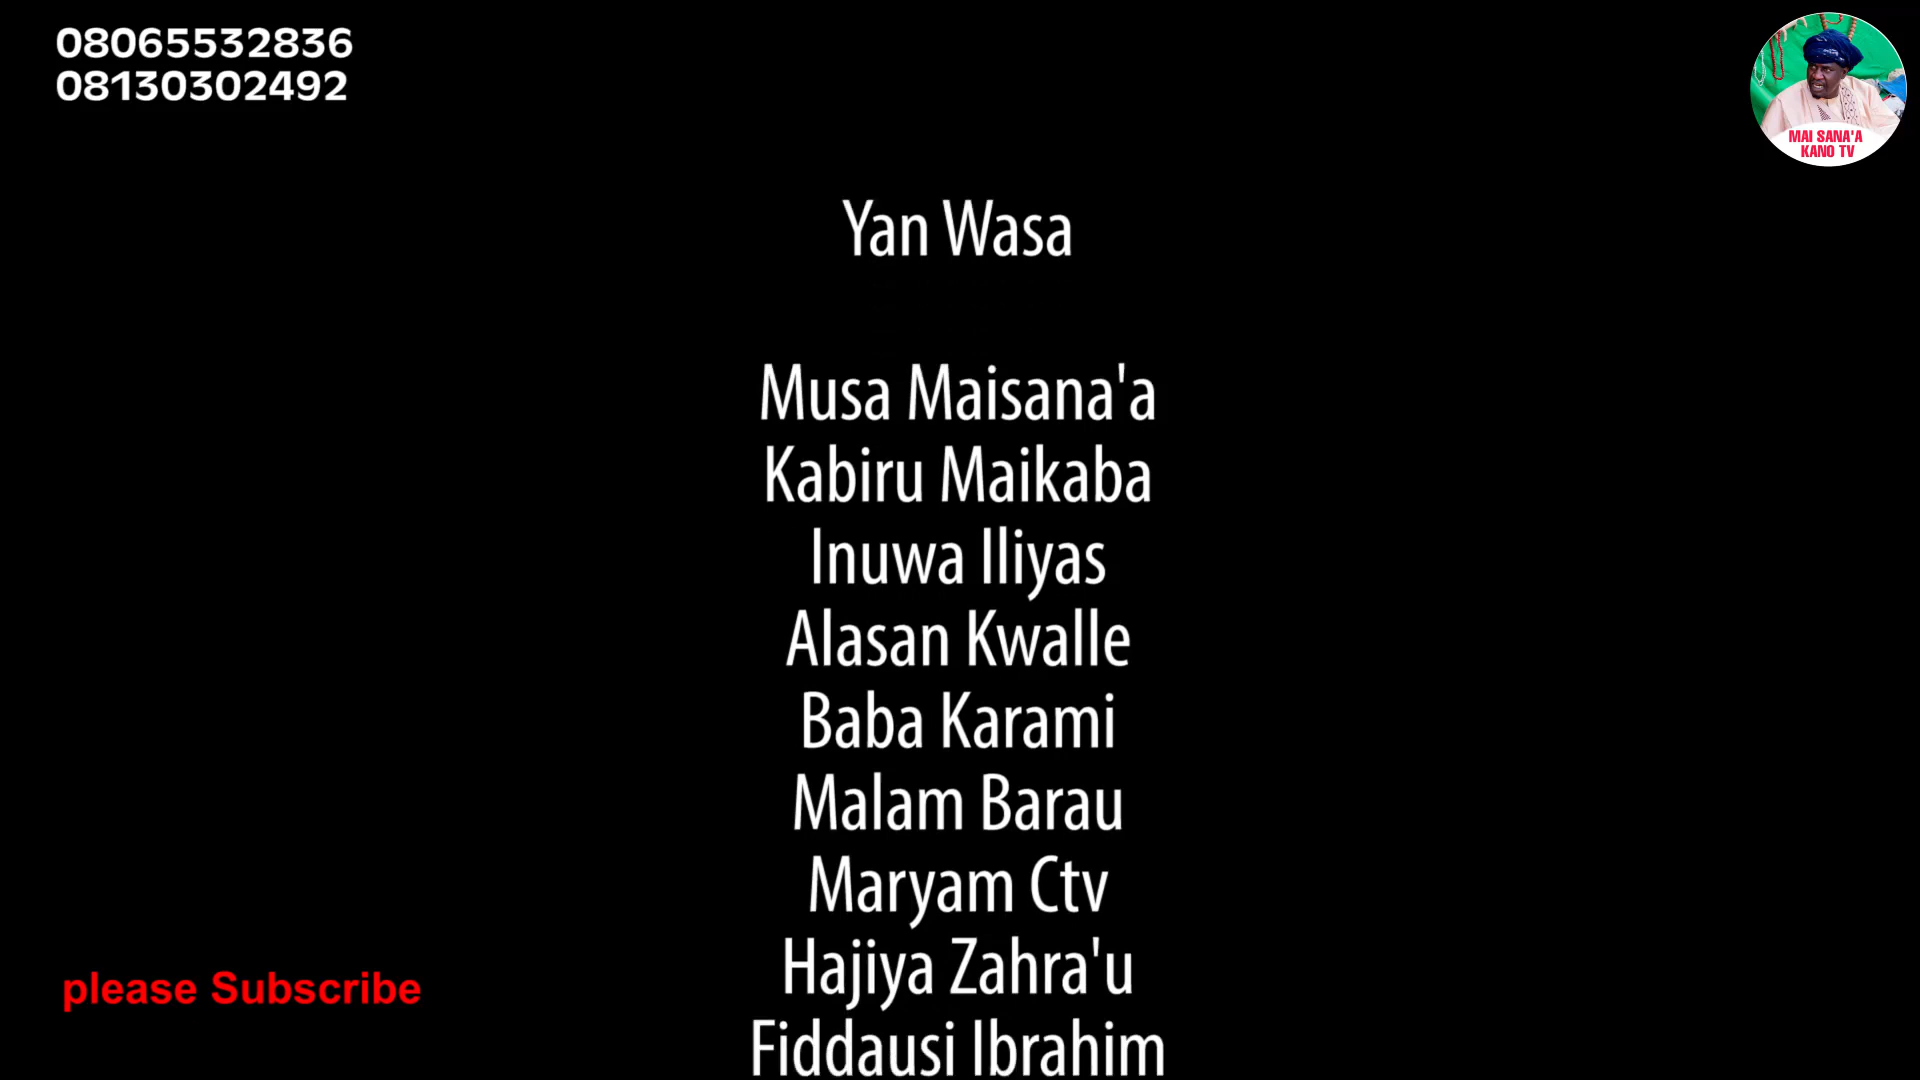 08065532836
08130302492
MAI SANA'A
KANO TV
Yan Wasa
Musa Maisana'a
Kabiru Maikaba
Inuwa Iliyas
Alasan Kwalle
Baba Karami
Malam Barau
Maryam Ctv
Hajiya Zahra'u
Fiddausi Ibrahim
please Subscribe